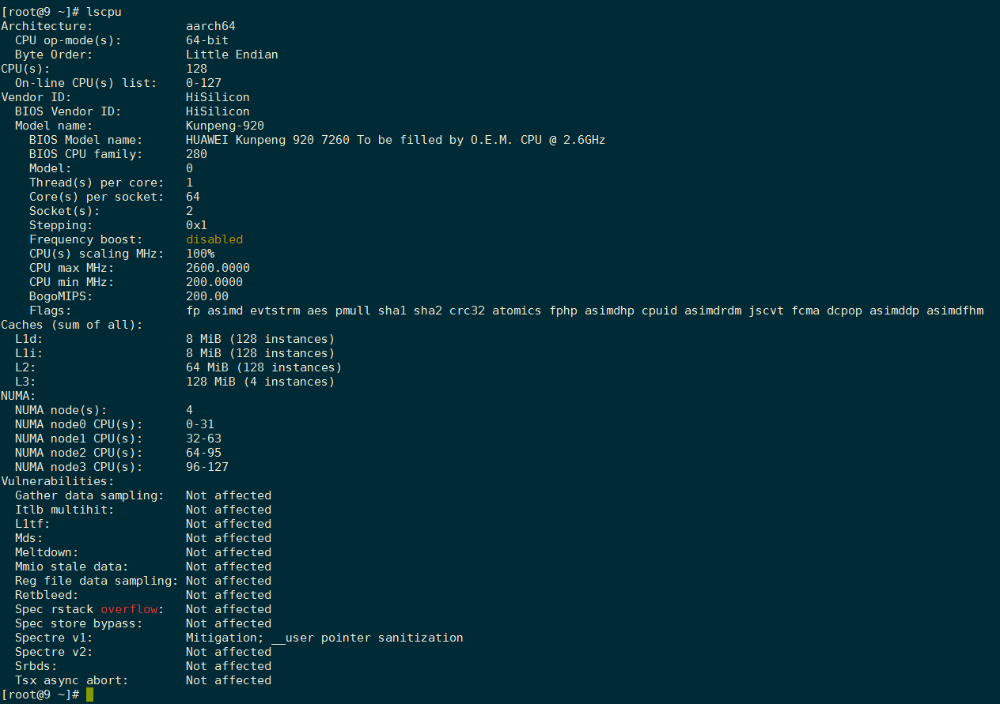 [root@9 ~]# lscpu
Architecture:             aarch64
  CPU op-mode(s):         64-bit
  Byte Order:             Little Endian
CPU(s):                   128
  On-line CPU(s) list:    0-127
Vendor ID:                HiSilicon
  BIOS Vendor ID:         HiSilicon
  Model name:             Kunpeng-920
    BIOS Model name:      HUAWEI Kunpeng 920 7260 To be filled by O.E.M. CPU @ 2.6GHz
    BIOS CPU family:      280
    Model:                0
    Thread(s) per core:   1
    Core(s) per socket:   64
    Socket(s):            2
    Stepping:             0x1
    Frequency boost:      disabled
    CPU(s) scaling MHz:   100%
    CPU max MHz:          2600.0000
    CPU min MHz:          200.0000
    BogoMIPS:             200.00
    Flags:                fp asimd evtstrm aes pmull sha1 sha2 crc32 atomics fphp asimdhp cpuid asimdrdm jscvt fcma dcpop asimddp asimdfhm
Caches (sum of all):
  L1d:                    8 MiB (128 instances)
  L1i:                    8 MiB (128 instances)
  L2:                     64 MiB (128 instances)
  L3:                     128 MiB (4 instances)
NUMA:
  NUMA node(s):           4
  NUMA node0 CPU(s):      0-31
  NUMA node1 CPU(s):      32-63
  NUMA node2 CPU(s):      64-95
  NUMA node3 CPU(s):      96-127
Vulnerabilities:
  Gather data sampling:   Not affected
  Itlb multihit:          Not affected
  L1tf:                   Not affected
  Mds:                    Not affected
  Meltdown:               Not affected
  Mmio stale data:        Not affected
  Reg file data sampling: Not affected
  Retbleed:               Not affected
  Spec rstack overflow:   Not affected
  Spec store bypass:      Not affected
  Spectre v1:             Mitigation; __user pointer sanitization
  Spectre v2:             Not affected
  Srbds:                  Not affected
  Tsx async abort:        Not affected
[root@9 ~]#